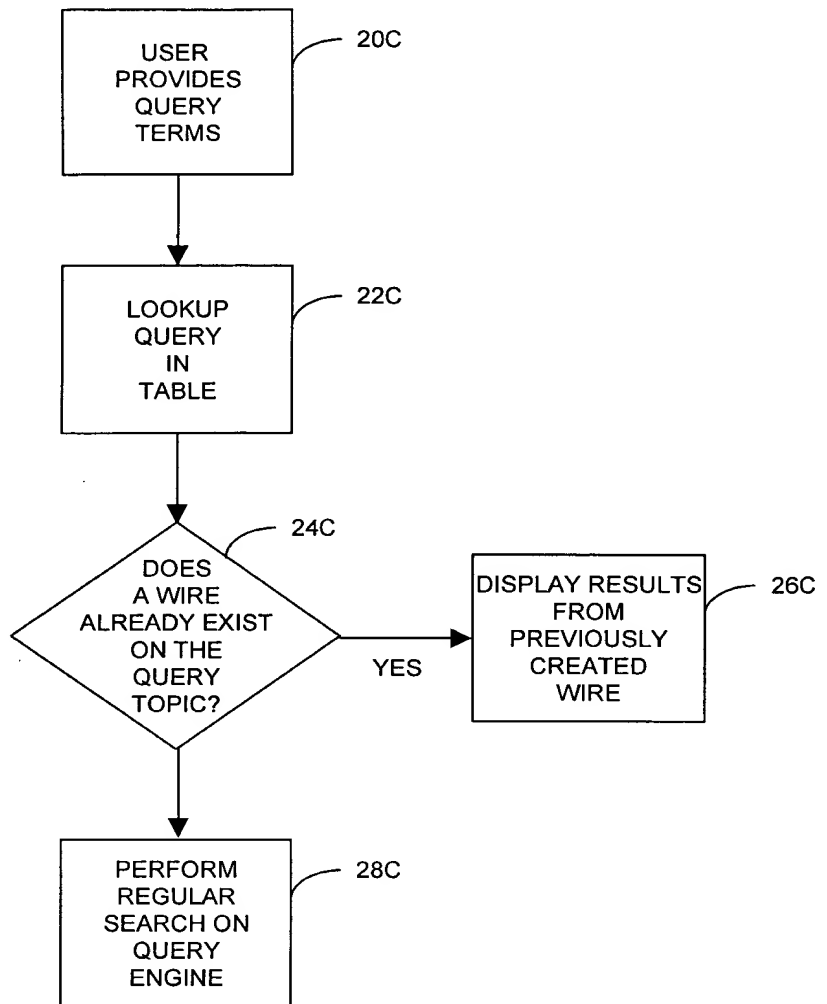 USER
PROVIDES
QUERY
TERMS
20C
LOOKUP
QUERY
IN
TABLE
22C
24C
DOES
A WIRE
ALREADY EXIST
ON THE
QUERY
TOPIC?
YES
DISPLAY RESULTS
FROM
PREVIOUSLY
CREATED
WIRE
26C
PERFORM
REGULAR
SEARCH ON
QUERY
ENGINE
28C